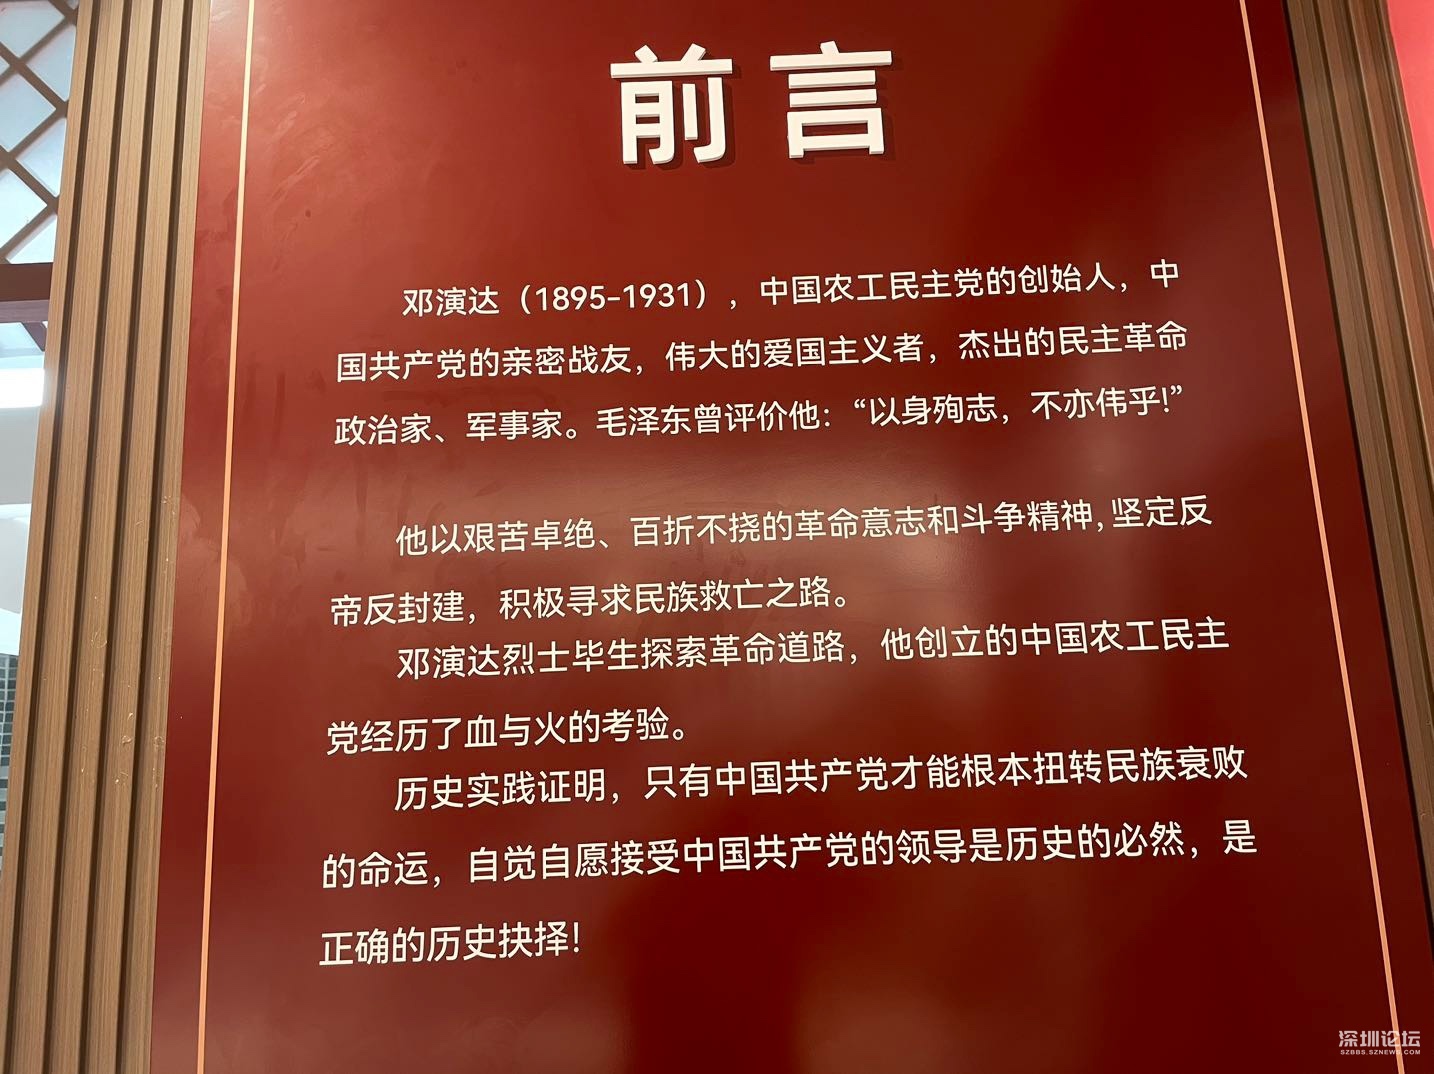 前言
邓演达（1895-1931），中国农工民主党的创始人，中
国共产党的亲密战友，伟大的爱国主义者，杰出的民主革命
政治家、军事家。毛泽东曾评价他：“以身殉志，不亦伟乎!”
他以艰苦卓绝、百折不挠的革命意志和斗争精神,坚定反
帝反封建，积极寻求民族救亡之路。
邓演达烈士毕生探索革命道路，他创立的中国农工民主
党经历了血与火的考验。
历史实践证明，只有中国共产党才能根本扭转民族衰败
的命运，自觉自愿接受中国共产党的领导是历史的必然，是
正确的历史抉择!
深圳论坛
SZBBS.SZNEWS.COM